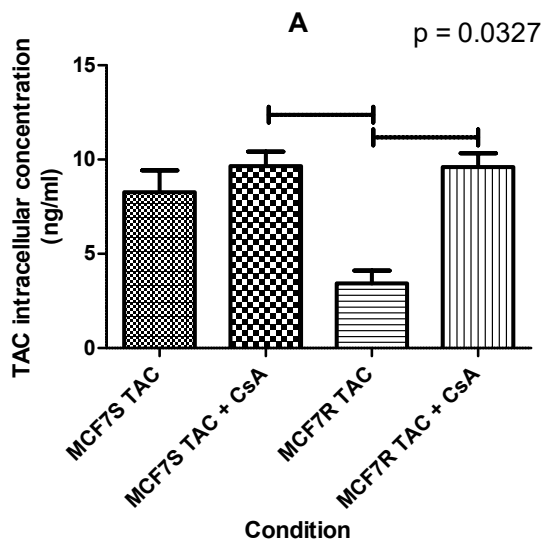 A
p = 0.0327
TAC intracellular concentration
(ng/ml)
15
10
5
0
MCF7S TAC
MCF7S TAC + CsA
MCF7R TAC
MCF7R TAC + CsA
Condition